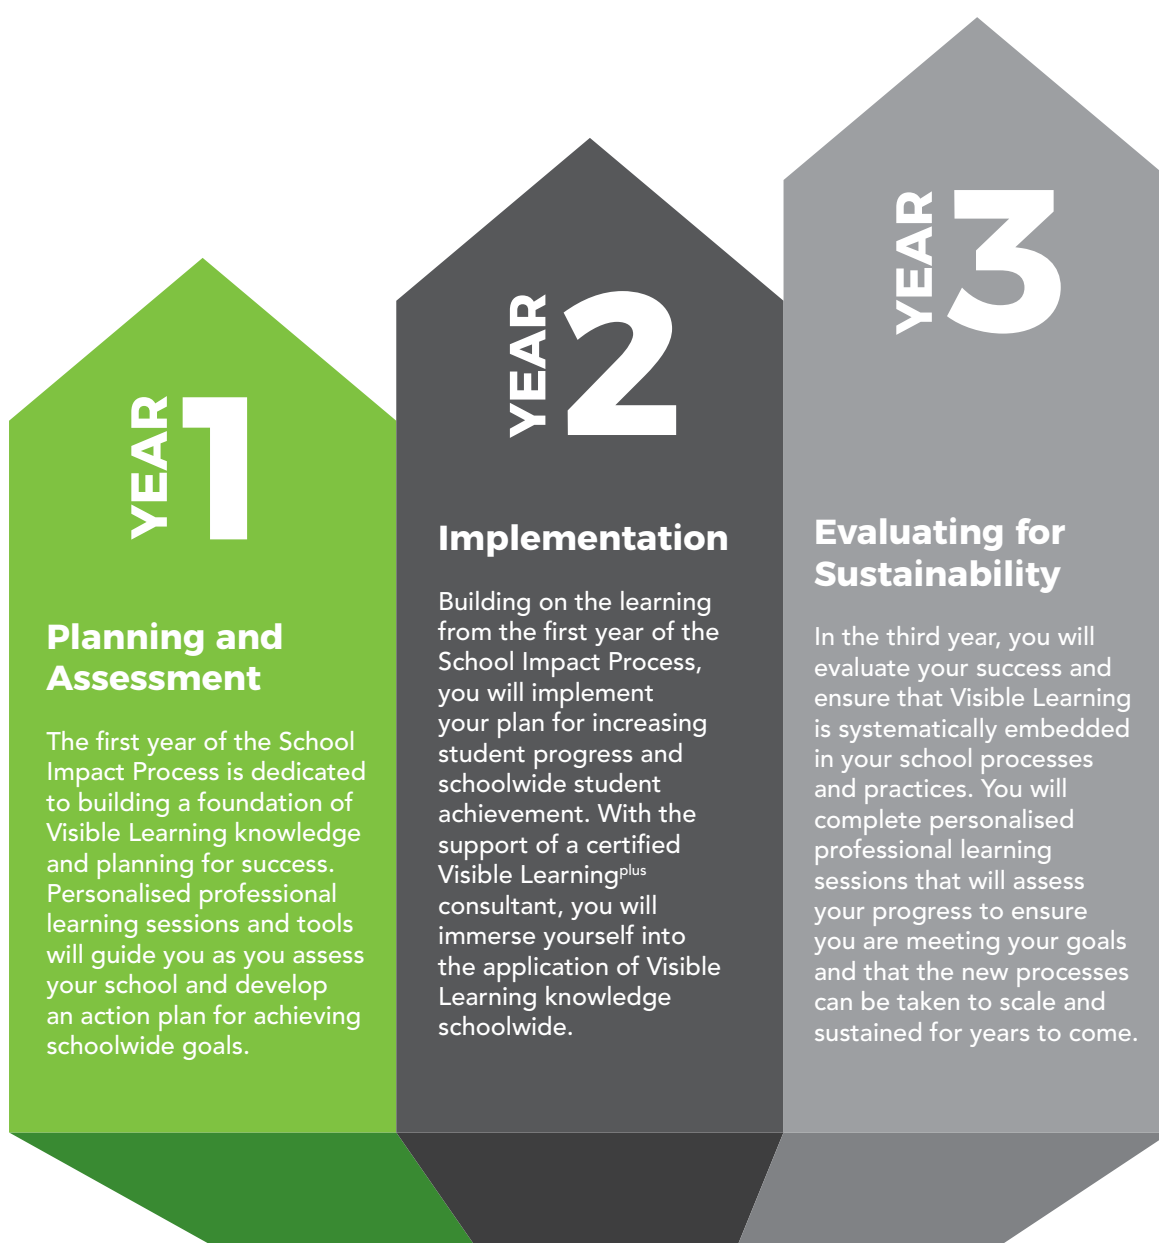 YEAR 1
Planning and
Assessment
The first year of the School
Impact Process is dedicated
to building a foundation of
Visible Learning knowledge
and planning for success.
Personalised professional
learning sessions and tools
will guide you as you assess
your school and develop
an action plan for achieving
schoolwide goals.
YEAR 2
Implementation
Building on the learning
from the first year of the
School Impact Process,
you will implement
your plan for increasing
student progress and
schoolwide student
achievement. With the
support of a certified
Visible Learningplus
consultant, you will
immerse yourself into
the application of Visible
Learning knowledge
schoolwide.
YEAR 3
Evaluating for
Sustainability
In the third year, you will
evaluate your success and
ensure that Visible Learning
is systematically embedded
in your school processes
and practices. You will
complete personalised
professional learning
sessions that will assess
your progress to ensure
you are meeting your goals
and that the new processes
can be taken to scale and
sustained for years to come.